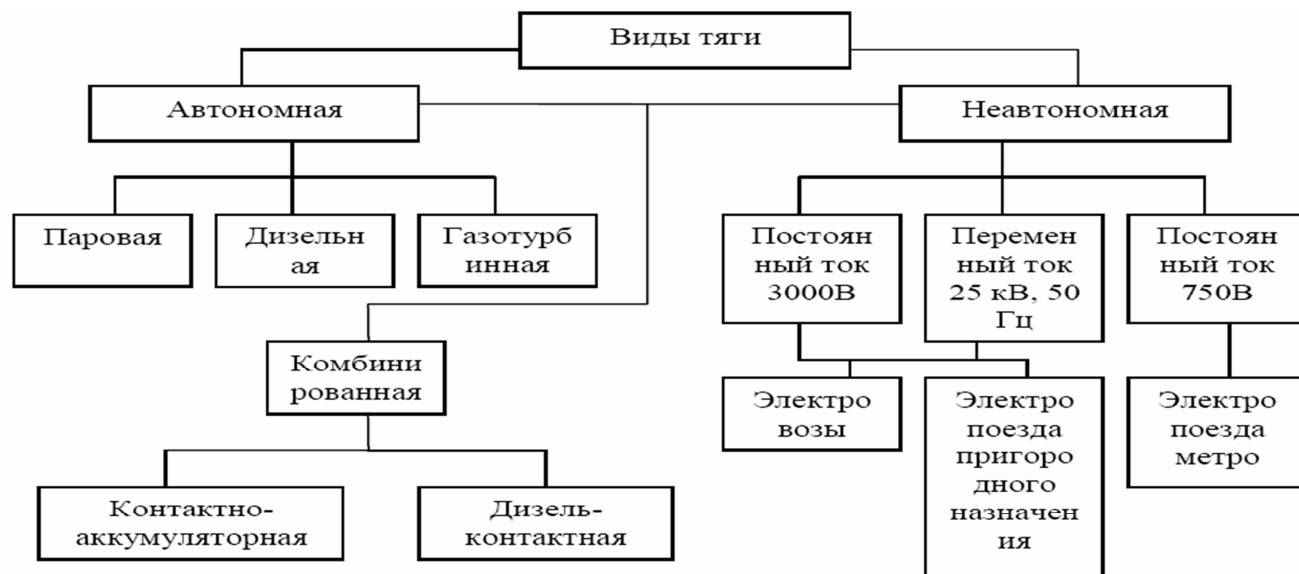 Виды тяги
Автономная
Неавтономная
Паровая
Дизельн
ая
Газотурб
инная
Постоян
ный ток
3000В
Перемен
ный ток
25 кВ, 50
Гц
Постоян
ный ток
750В
Комбини
рованная
Электро
возы
Электро
поезда
пригоро
дного
назначен
ия
Электро
поезда
метро
Контактно-
аккумуляторная
Дизель-
контактная